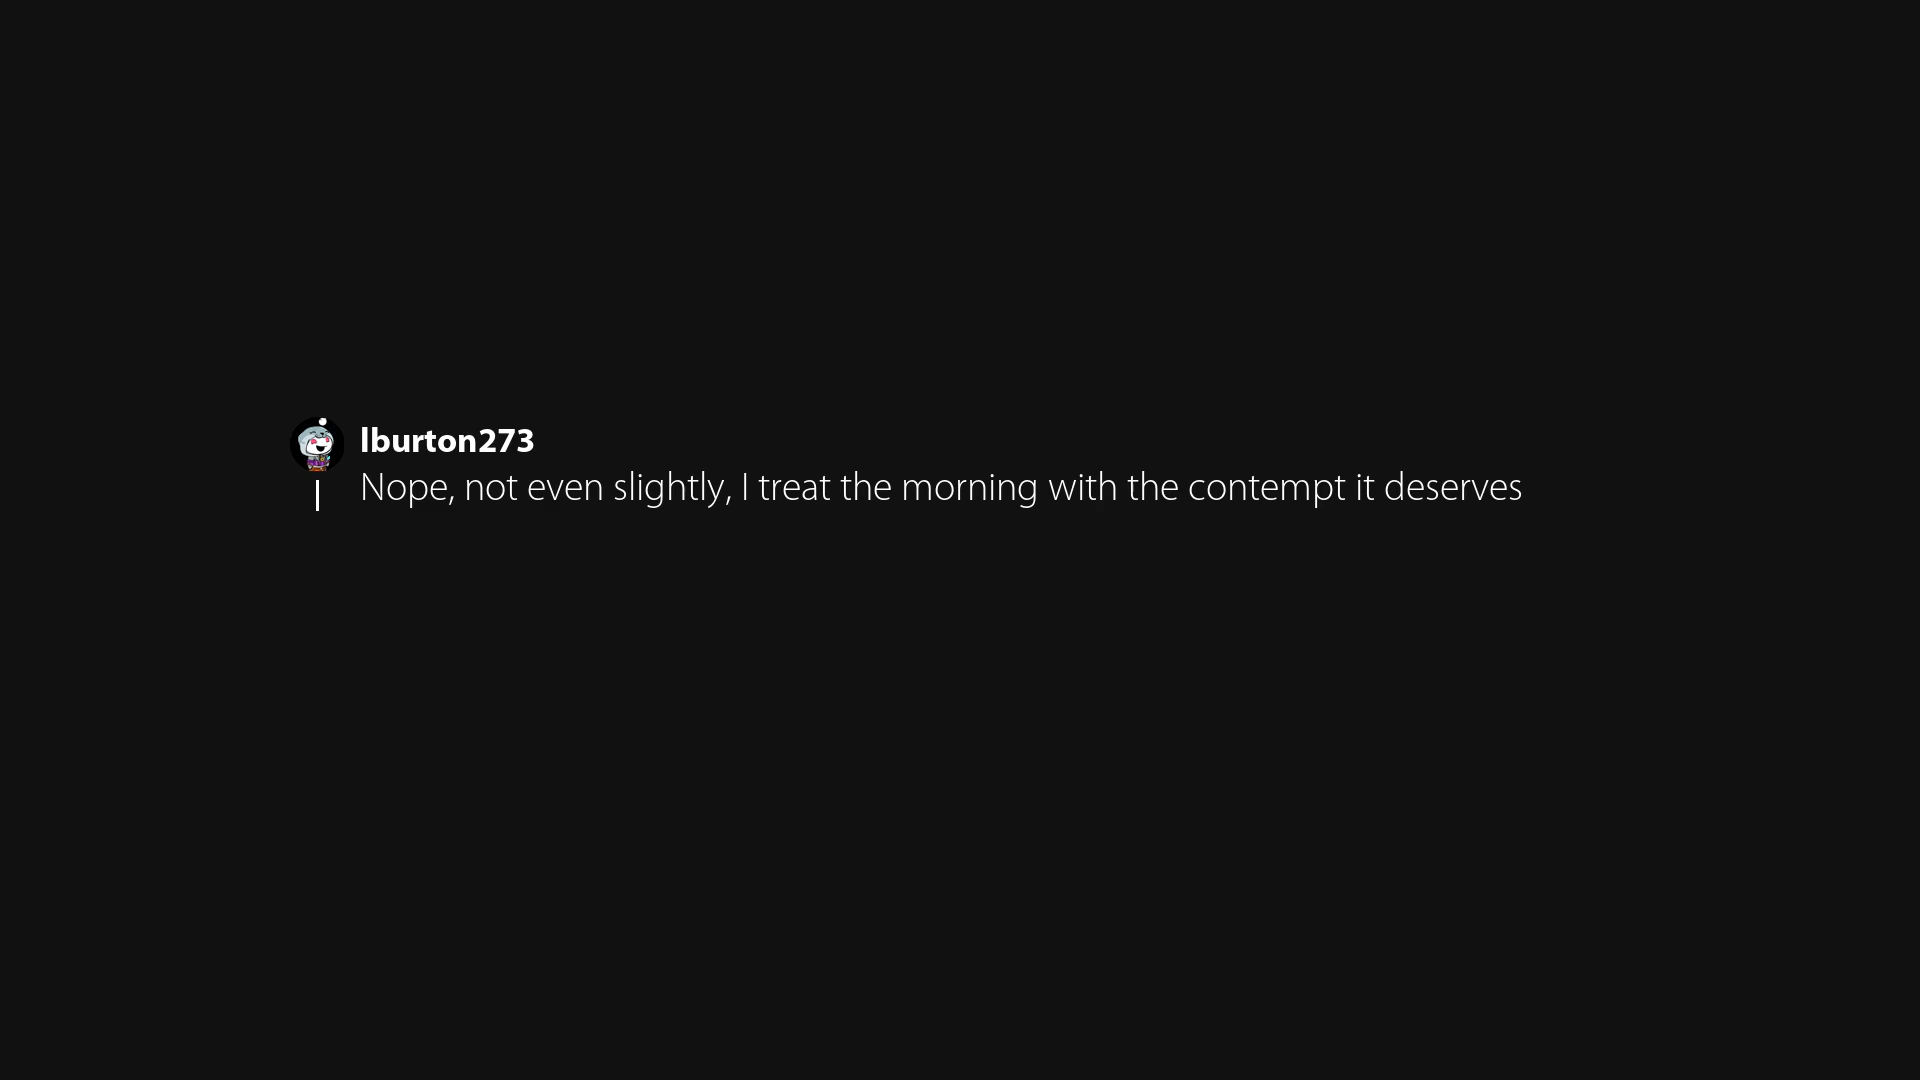 lburton273
Nope, not even slightly, I treat the morning with the contempt it deserves